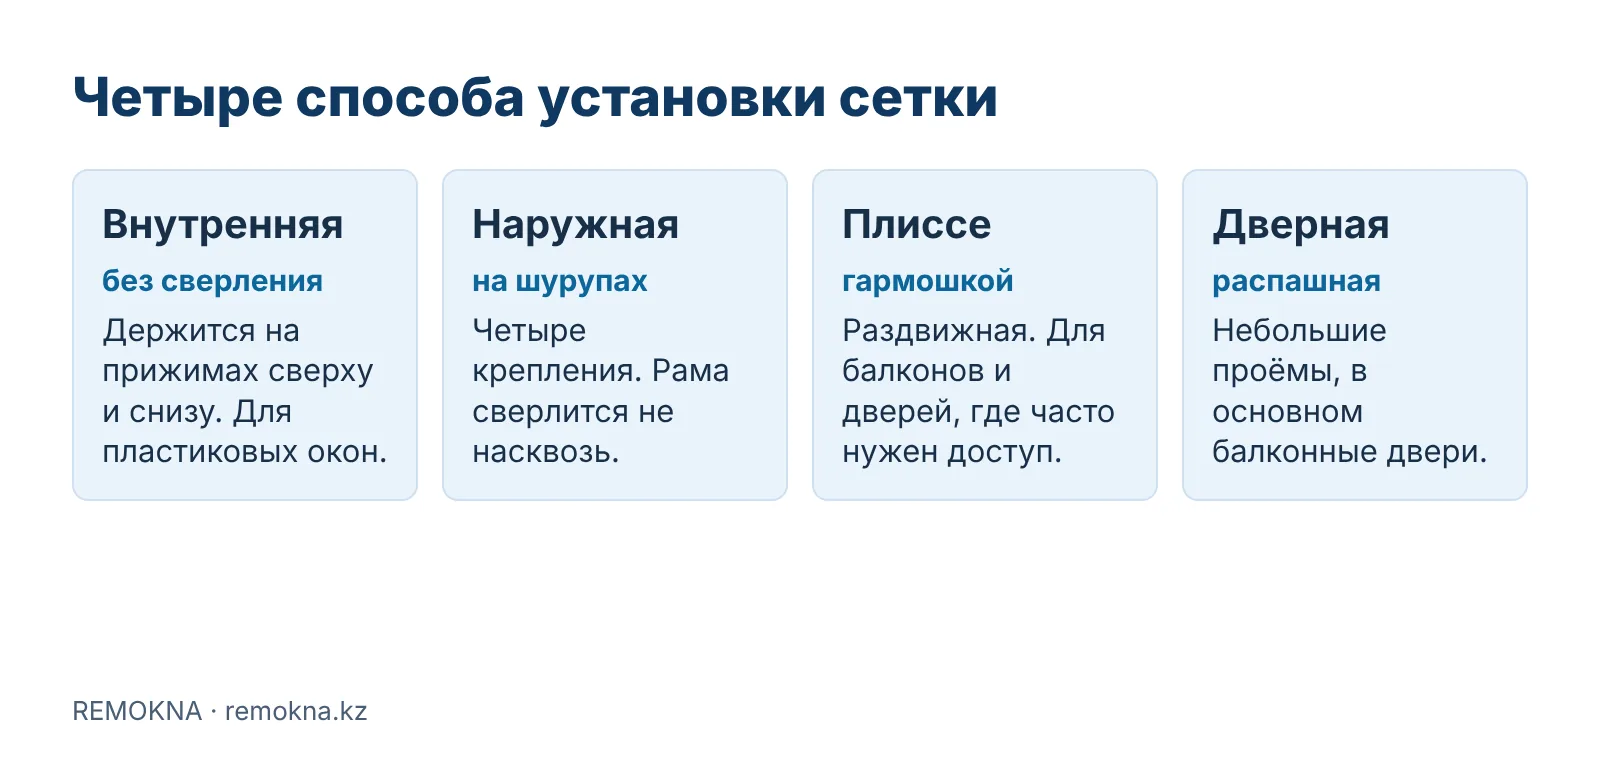 Четыре способа установки сетки
Внутренняя
без сверления
Держится на
прижимах сверху
и снизу. Для
пластиковых окон.
Наружная
на шурупах
Четыре
крепления. Рама
сверлится не
насквозь.
Плиссе
гармошкой
Раздвижная. Для
балконов и
дверей, где часто
нужен доступ.
Дверная
распашная
Небольшие
проёмы, в
основном
балконные двери.
REMOKNA · remokna.kz